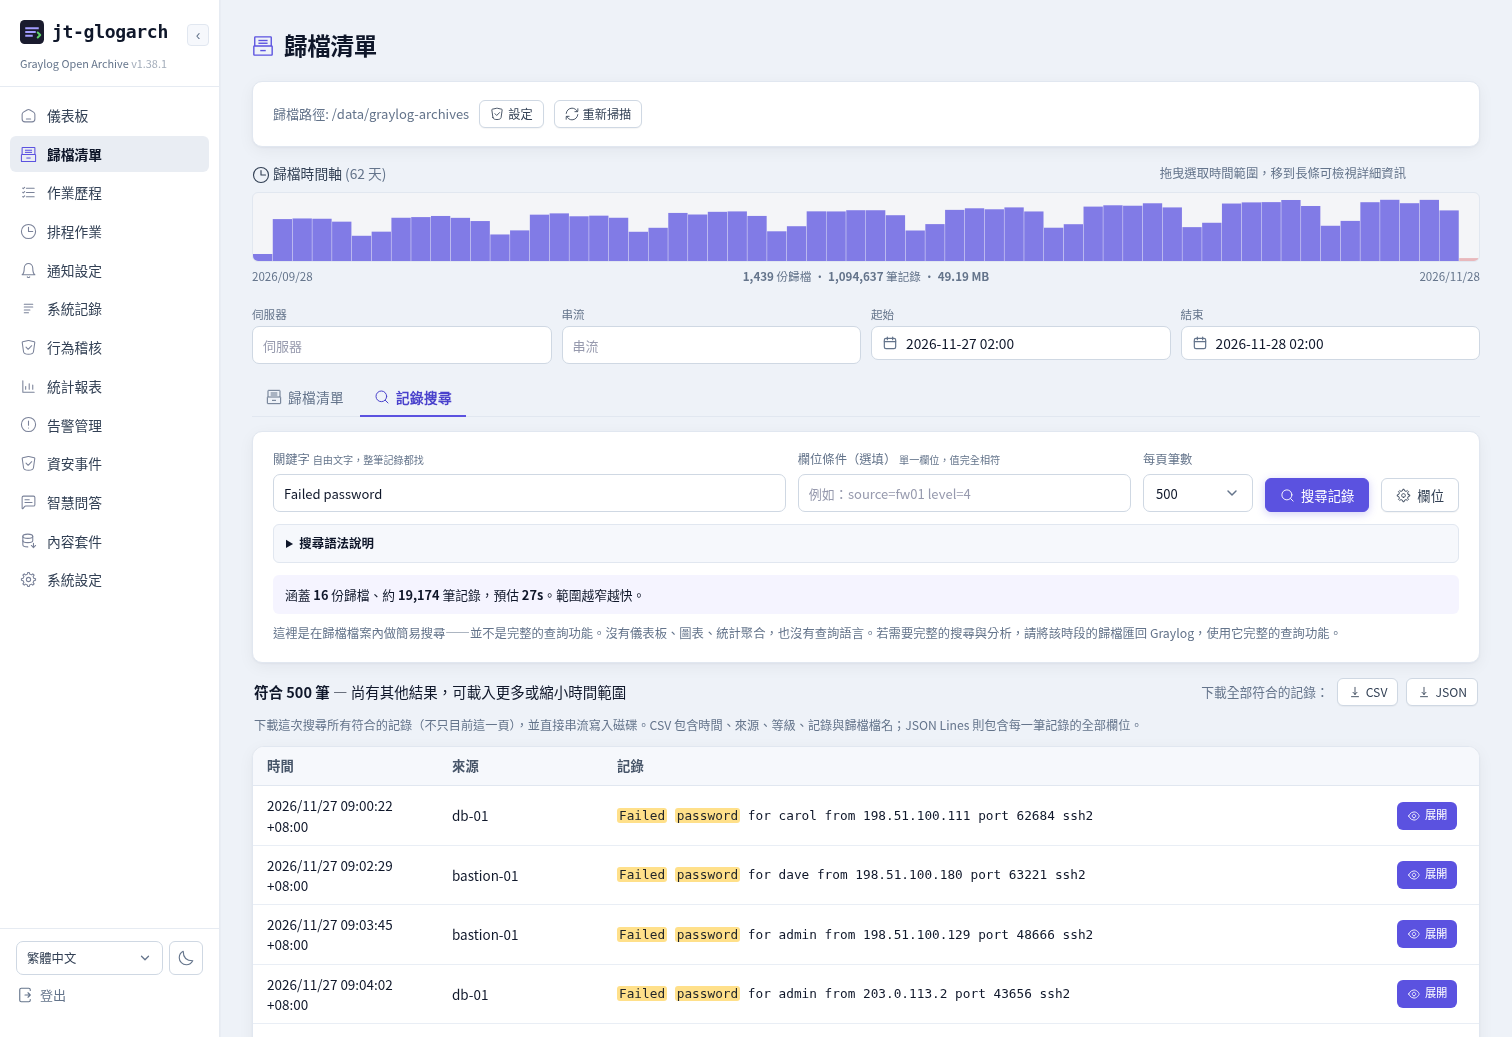 jt-glogarch
Graylog Open Archive v1.38.1
儀表板
歸檔清單
作業歷程
排程作業
通知設定
系統記錄
行為稽核
統計報表
告警管理
資安事件
智慧問答
內容套件
系統設定
繁體中文
登出
歸檔清單
歸檔路徑: /data/graylog-archives 設定 重新掃描
歸檔時間軸 (62 天) 拖曳選取時間範圍，移到長條可檢視詳細資訊
2026/09/28 1,439 份歸檔 · 1,094,637 筆記錄 · 49.19 MB 2026/11/28
伺服器 串流 起始 結束
伺服器 串流 2026-11-27 02:00 2026-11-28 02:00
歸檔清單 記錄搜尋
關鍵字 自由文字，整筆記錄都找 欄位條件（選填） 單一欄位，值完全相符 每頁筆數
Failed password 例如：source=fw01 level=4 500 搜尋記錄 欄位
▶ 搜尋語法說明
涵蓋 16 份歸檔、約 19,174 筆記錄，預估 27s。範圍越窄越快。
這裡是在歸檔檔案內做簡易搜尋——並不是完整的查詢功能。沒有儀表板、圖表、統計聚合，也沒有查詢語言。若需要完整的搜尋與分析，請將該時段的歸檔匯回 Graylog，使用它完整的查詢功能。
符合 500 筆 — 尚有其他結果，可載入更多或縮小時間範圍 下載全部符合的記錄： CSV JSON
下載這次搜尋所有符合的記錄（不只目前這一頁），並直接串流寫入磁碟。CSV 包含時間、來源、等級、記錄與歸檔檔名；JSON Lines 則包含每一筆記錄的全部欄位。
時間 來源 記錄
2026/11/27 09:00:22 +08:00 db-01 Failed password for carol from 198.51.100.111 port 62684 ssh2 展開
2026/11/27 09:02:29 +08:00 bastion-01 Failed password for dave from 198.51.100.180 port 63221 ssh2 展開
2026/11/27 09:03:45 +08:00 bastion-01 Failed password for admin from 198.51.100.129 port 48666 ssh2 展開
2026/11/27 09:04:02 +08:00 db-01 Failed password for admin from 203.0.113.2 port 43656 ssh2 展開